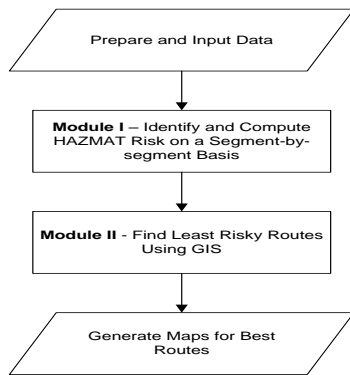 Prepare and Input Data
Module I – Identify and Compute
HAZMAT Risk on a Segment-by-
segment Basis
Module II - Find Least Risky Routes
Using GIS
Generate Maps for Best
Routes